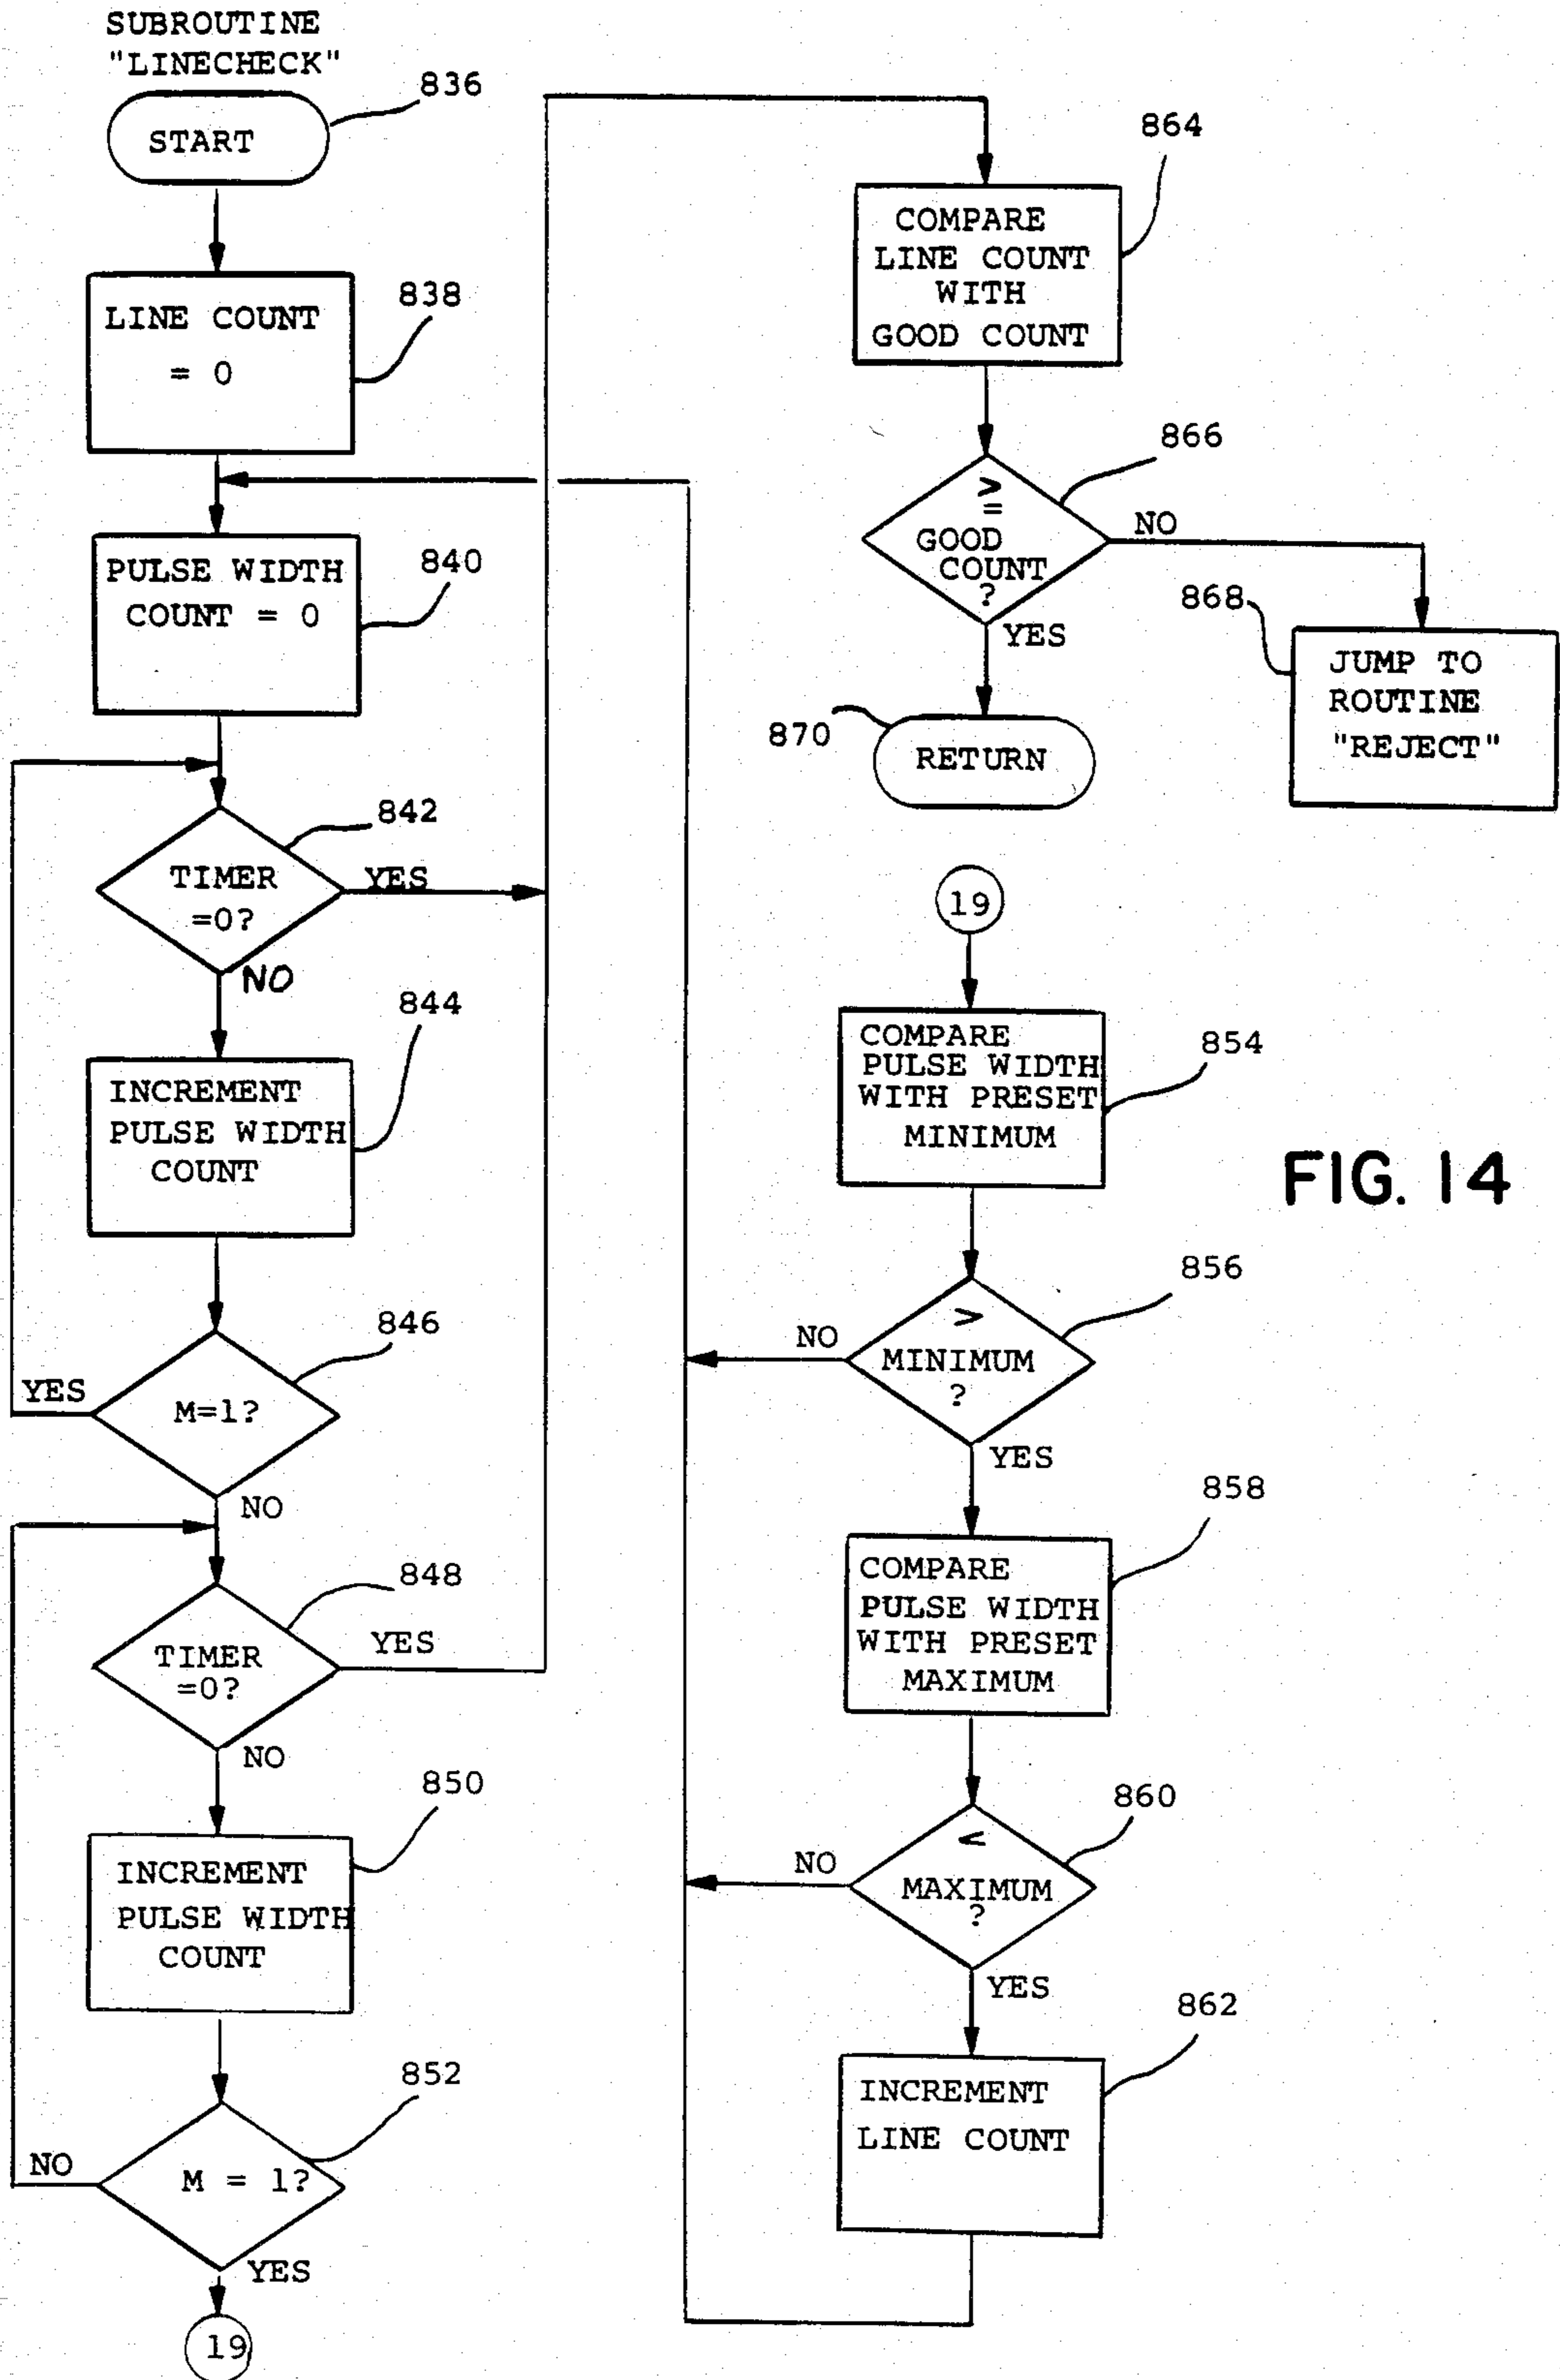 SUBROUTINE
"LINECHECK"
836
START
838
LINE COUNT
= 0
840
PULSE WIDTH
COUNT = 0
842
TIMER
=0?
YES
NO
844
INCREMENT
PULSE WIDTH
COUNT
846
M=1?
YES
NO
848
TIMER
=0?
YES
NO
850
INCREMENT
PULSE WIDTH
COUNT
852
M = 1?
NO
YES
19
864
COMPARE
LINE COUNT
WITH
GOOD COUNT
866
>
=
GOOD
COUNT
?
NO
YES
868
JUMP TO
ROUTINE
"REJECT"
870
RETURN
19
854
COMPARE
PULSE WIDTH
WITH PRESET
MINIMUM
856
>
MINIMUM
?
NO
YES
858
COMPARE
PULSE WIDTH
WITH PRESET
MAXIMUM
860
<
MAXIMUM
?
NO
YES
862
INCREMENT
LINE COUNT
FIG. 14